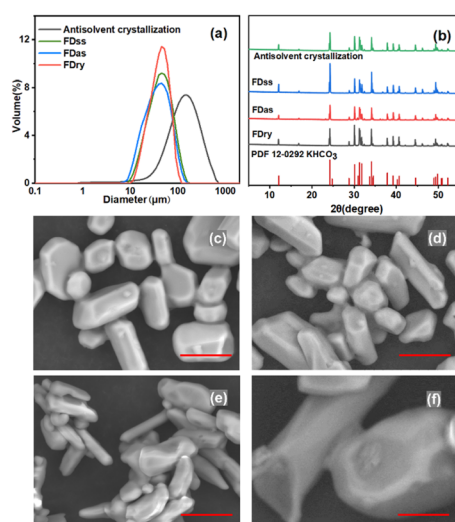 (a)
Antisolvent crystallization
FDss
FDas
FDry
Volume(%)
12
8
4
0
0.1 1 10 100 1000
Diameter (μm)
(b)
Antisolvent crystallization
FDss
FDas
FDry
PDF 12-0292 KHCO3
10 20 30 40 50
2θ(degree)
(c)
(d)
(e)
(f)